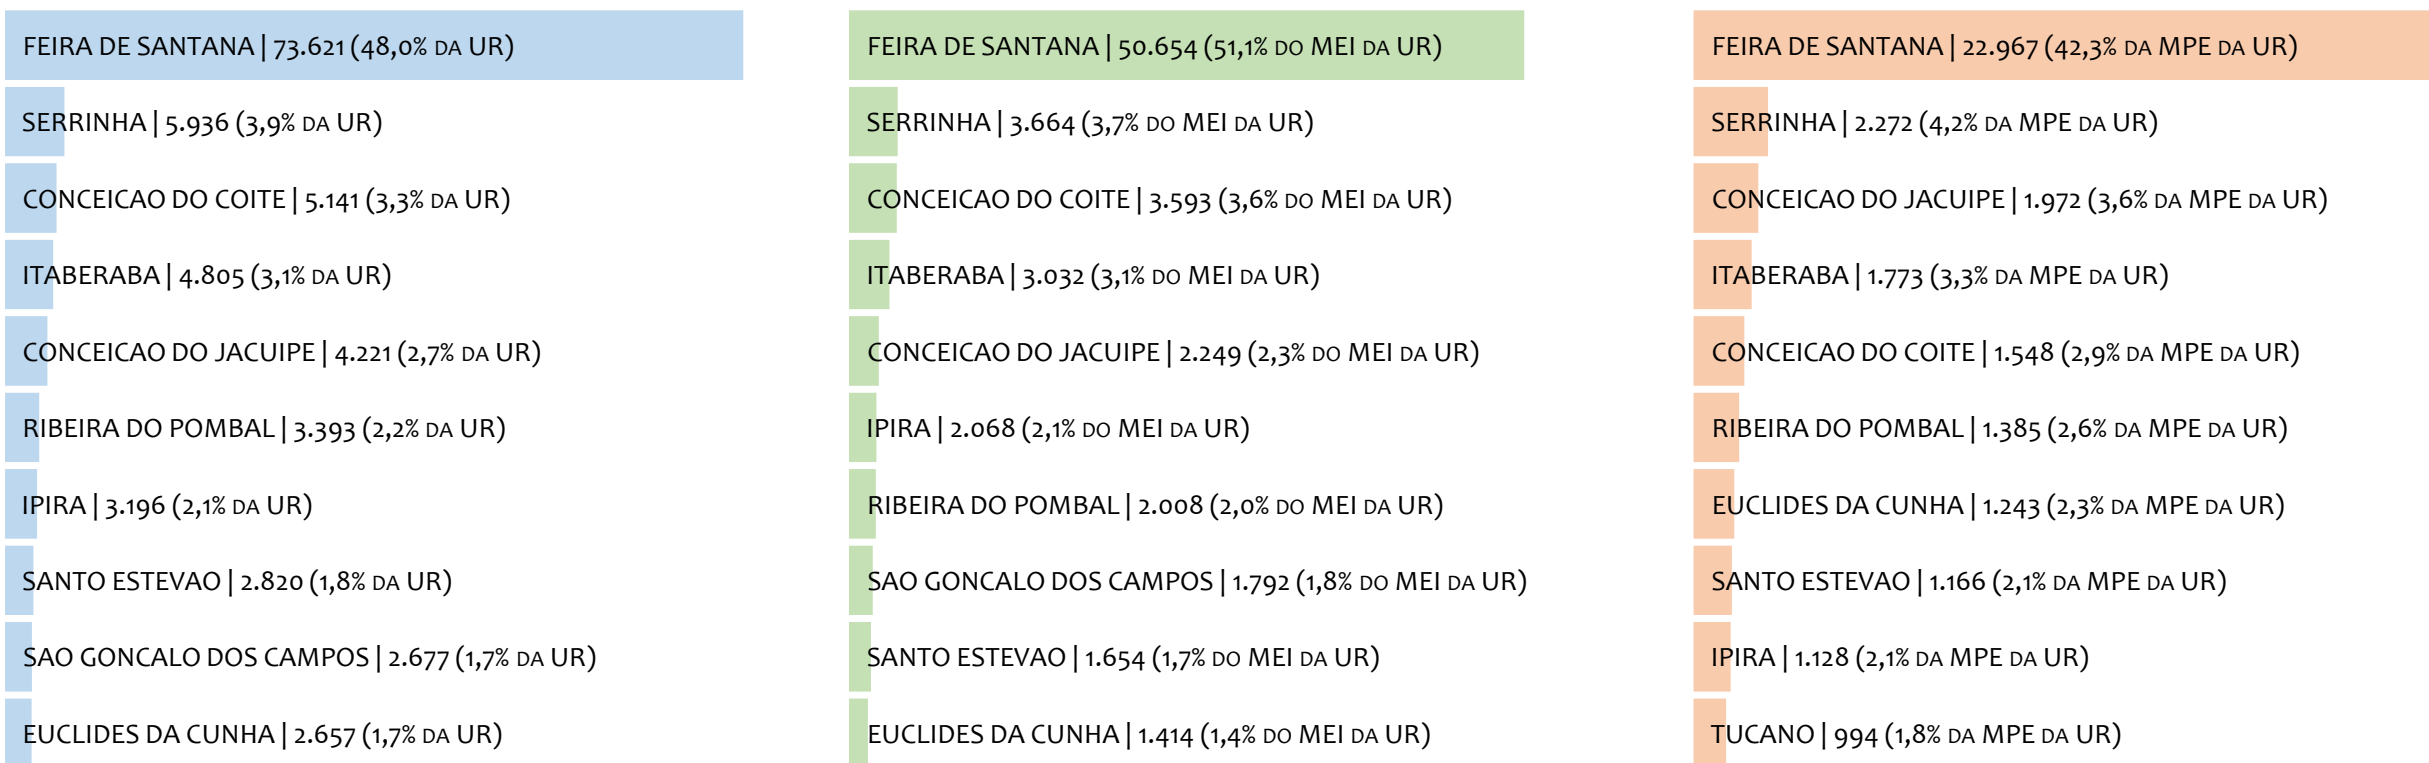 FEIRA DE SANTANA | 73.621 (48,0% DA UR)
SERRINHA | 5.936 (3,9% DA UR)
CONCEICAO DO COITE | 5.141 (3,3% DA UR)
ITABERABA | 4.805 (3,1% DA UR)
CONCEICAO DO JACUIPE | 4.221 (2,7% DA UR)
RIBEIRA DO POMBAL | 3.393 (2,2% DA UR)
IPIRA | 3.196 (2,1% DA UR)
SANTO ESTEVAO | 2.820 (1,8% DA UR)
SAO GONCALO DOS CAMPOS | 2.677 (1,7% DA UR)
EUCLIDES DA CUNHA | 2.657 (1,7% DA UR)
FEIRA DE SANTANA | 50.654 (51,1% DO MEI DA UR)
SERRINHA | 3.664 (3,7% DO MEI DA UR)
CONCEICAO DO COITE | 3.593 (3,6% DO MEI DA UR)
ITABERABA | 3.032 (3,1% DO MEI DA UR)
CONCEICAO DO JACUIPE | 2.249 (2,3% DO MEI DA UR)
IPIRA | 2.068 (2,1% DO MEI DA UR)
RIBEIRA DO POMBAL | 2.008 (2,0% DO MEI DA UR)
SAO GONCALO DOS CAMPOS | 1.792 (1,8% DO MEI DA UR)
SANTO ESTEVAO | 1.654 (1,7% DO MEI DA UR)
EUCLIDES DA CUNHA | 1.414 (1,4% DO MEI DA UR)
FEIRA DE SANTANA | 22.967 (42,3% DA MPE DA UR)
SERRINHA | 2.272 (4,2% DA MPE DA UR)
CONCEICAO DO JACUIPE | 1.972 (3,6% DA MPE DA UR)
ITABERABA | 1.773 (3,3% DA MPE DA UR)
CONCEICAO DO COITE | 1.548 (2,9% DA MPE DA UR)
RIBEIRA DO POMBAL | 1.385 (2,6% DA MPE DA UR)
EUCLIDES DA CUNHA | 1.243 (2,3% DA MPE DA UR)
SANTO ESTEVAO | 1.166 (2,1% DA MPE DA UR)
IPIRA | 1.128 (2,1% DA MPE DA UR)
TUCANO | 994 (1,8% DA MPE DA UR)